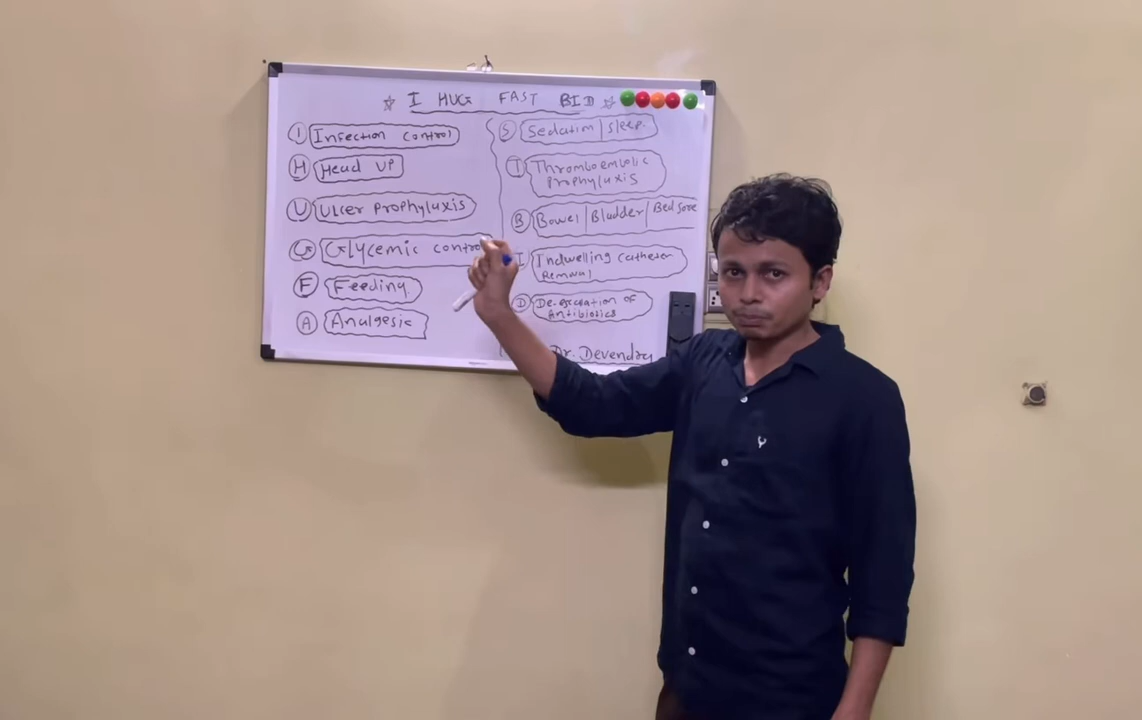 I HUG FAST BID
I Infection control
H Head UP
U Ulcer prophylaxis
G Glycemic control
F Feeding
A Analgesic
S Sedation | Sleep.
T Thromboembolic
Prophylaxis
B Bowel | Bladder | Bed sore
I Indwelling Catheter
Removal
D De-escalation of
Antibiotics
Dr. Devendra